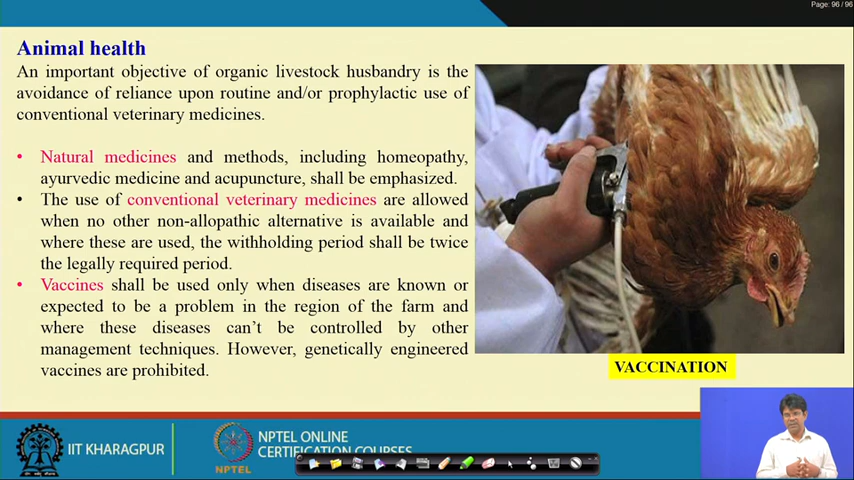 Page: 96 / 96
Animal health
An important objective of organic livestock husbandry is the
avoidance of reliance upon routine and/or prophylactic use of
conventional veterinary medicines.
• Natural medicines and methods, including homeopathy,
ayurvedic medicine and acupuncture, shall be emphasized.
• The use of conventional veterinary medicines are allowed
when no other non-allopathic alternative is available and
where these are used, the withholding period shall be twice
the legally required period.
• Vaccines shall be used only when diseases are known or
expected to be a problem in the region of the farm and
where these diseases can't be controlled by other
management techniques. However, genetically engineered
vaccines are prohibited.
VACCINATION
IIT KHARAGPUR
NPTEL
NPTEL ONLINE
CERTIFICATION COURSES